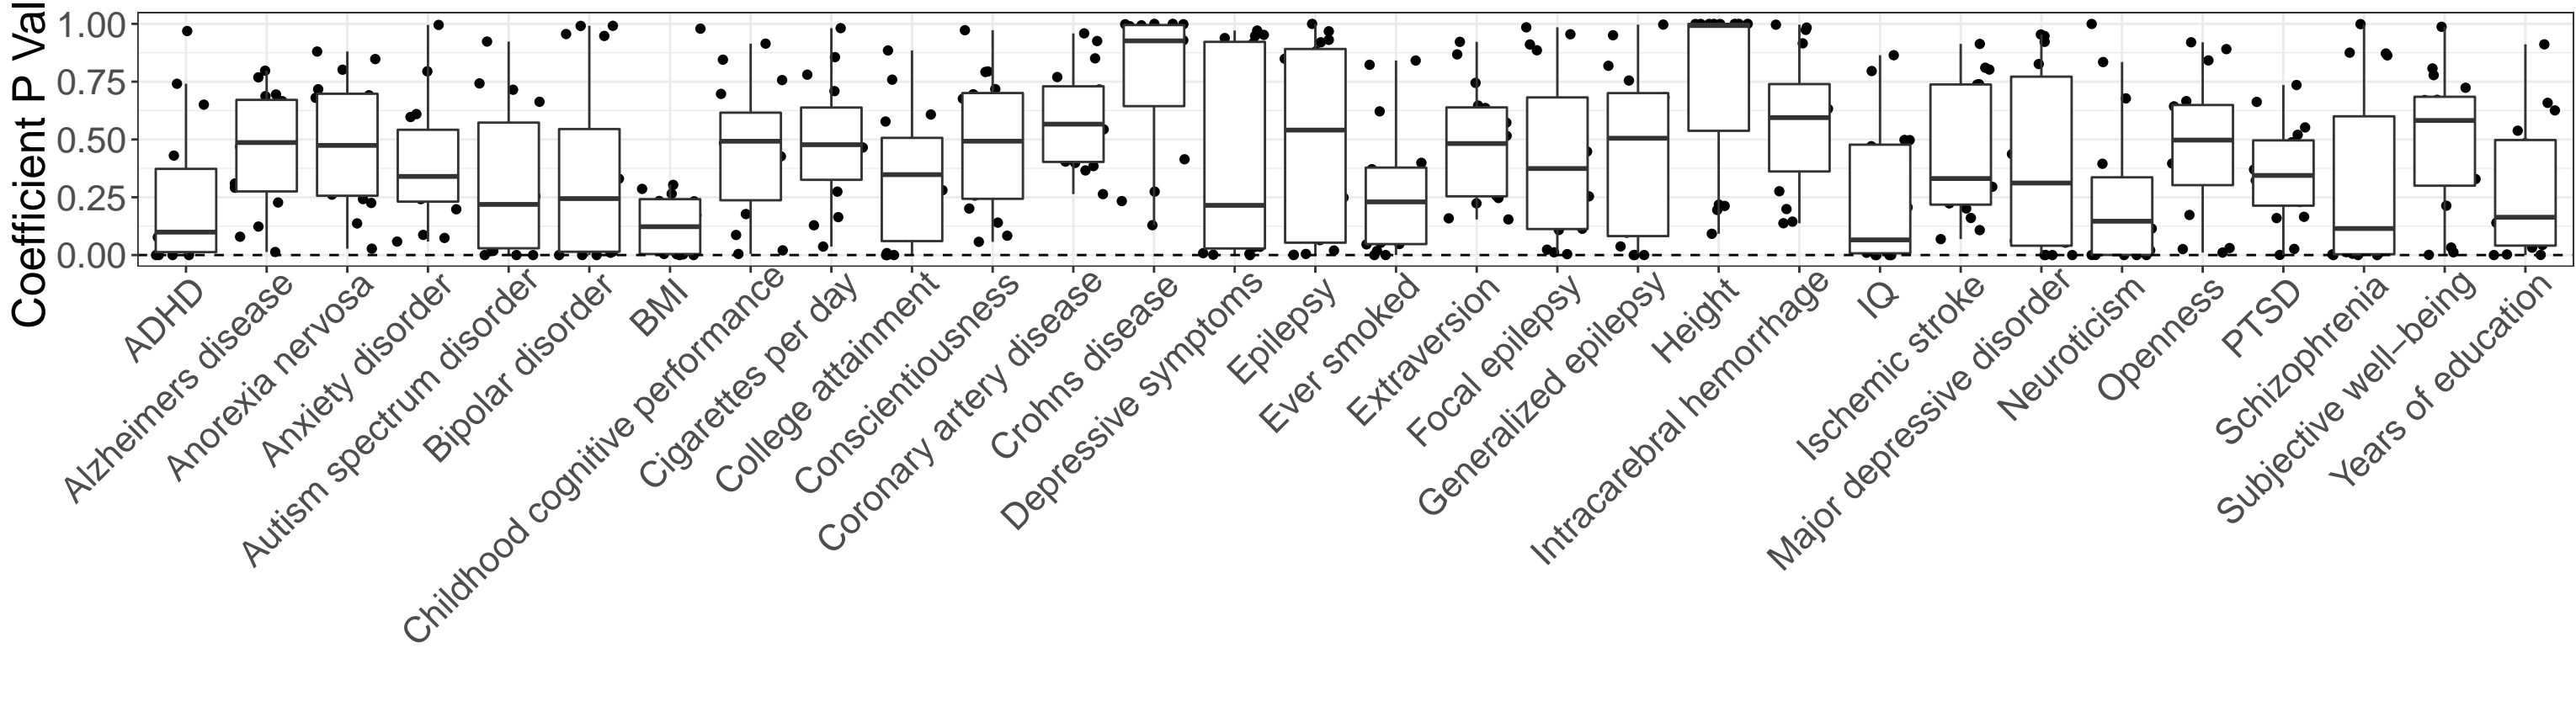 Coefficient P Val
1.00
0.75
0.50
0.25
0.00
ADHD
Alzheimers disease
Anorexia nervosa
Anxiety disorder
Autism spectrum disorder
Bipolar disorder
BMI
Childhood cognitive performance
Cigarettes per day
College attainment
Conscientiousness
Coronary artery disease
Crohns disease
Depressive symptoms
Epilepsy
Ever smoked
Extraversion
Focal epilepsy
Generalized epilepsy
Height
Intracarebral hemorrhage
IQ
Ischemic stroke
Major depressive disorder
Neuroticism
Openness
PTSD
Schizophrenia
Subjective well−being
Years of education